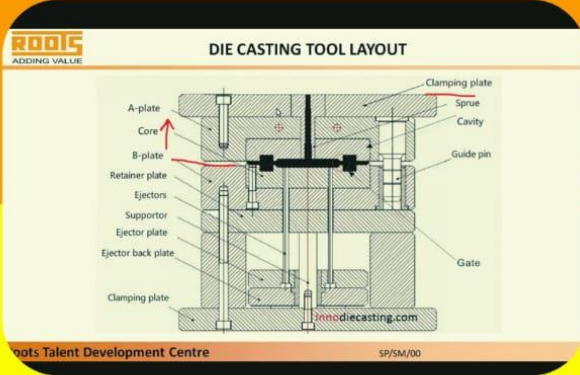 ROOTS
ADDING VALUE
DIE CASTING TOOL LAYOUT
Clamping plate
Sprue
Cavity
Guide pin
Gate
A-plate
Core
B-plate
Retainer plate
Ejectors
Supportor
Ejector plate
Ejector back plate
Clamping plate
Innodiecasting.com
oots Talent Development Centre
SP/SM/00